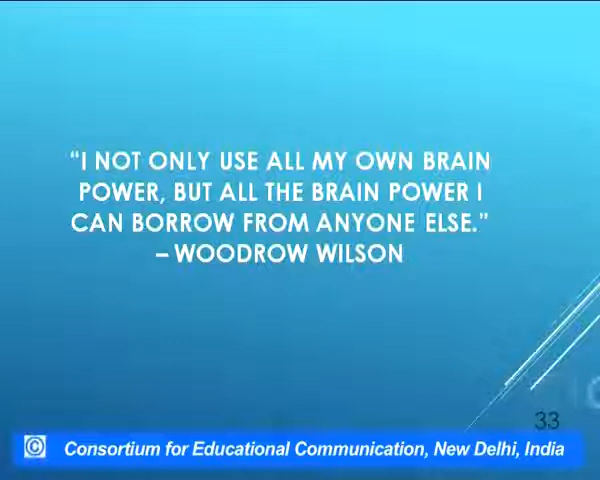 “I NOT ONLY USE ALL MY OWN BRAIN
POWER, BUT ALL THE BRAIN POWER I
CAN BORROW FROM ANYONE ELSE.”
– WOODROW WILSON
33
© Consortium for Educational Communication, New Delhi, India